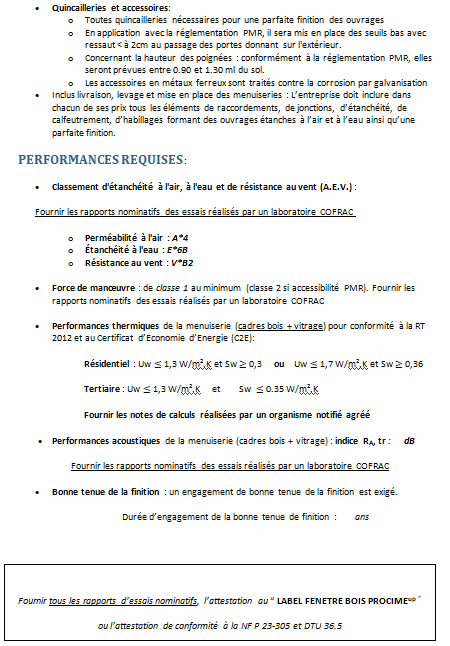 • Quincailleries et accessoires:
o Toutes quincailleries nécessaires pour une parfaite finition des ouvrages
o En application avec la réglementation PMR, il sera mis en place des seuils bas avec
ressaut < à 2cm au passage des portes donnant sur l'extérieur.
o Concernant la hauteur des poignées : conformément à la réglementation PMR, elles
seront prévues entre 0.90 et 1.30 ml du sol.
o Les accessoires en métaux ferreux sont traités contre la corrosion par galvanisation
• Inclus livraison, levage et mise en place des menuiseries : L'entreprise doit inclure dans
chacun de ses prix tous les éléments de raccordements, de jonctions, d'étanchéité, de
calfeutrement, d'habillages formant des ouvrages étanches à l'air et à l'eau ainsi qu'une
parfaite finition.
PERFORMANCES REQUISES:
• Classement d'étanchéité à l'air, à l'eau et de résistance au vent (A.E.V.) :
Fournir les rapports nominatifs des essais réalisés par un laboratoire COFRAC
o Perméabilité à l'air : A*4
o Étanchéité à l'eau : E*6B
o Résistance au vent : V*B2
• Force de manœuvre : de classe 1 au minimum (classe 2 si accessibilité PMR). Fournir les
rapports nominatifs des essais réalisés par un laboratoire COFRAC
• Performances thermiques de la menuiserie (cadres bois + vitrage) pour conformité à la RT
2012 et au Certificat d'Economie d'Energie (C2E):
Résidentiel : Uw ≤ 1,3 W/m².K et Sw ≥ 0,3 ou Uw ≤ 1,7 W/m².K et Sw ≥ 0,36
Tertiaire : Uw ≤ 1,3 W/m².K et Sw ≤ 0.35 W/m².K
Fournir les notes de calculs réalisées par un organisme notifié agréé
• Performances acoustiques de la menuiserie (cadres bois + vitrage) : indice RA, tr : dB
Fournir les rapports nominatifs des essais réalisés par un laboratoire COFRAC
• Bonne tenue de la finition : un engagement de bonne tenue de la finition est exigé.
Durée d'engagement de la bonne tenue de finition : ans
Fournir tous les rapports d'essais nominatifs, l'attestation au " LABEL FENETRE BOIS PROCIMEup "
ou l'attestation de conformité à la NF P 23-305 et DTU 36.5